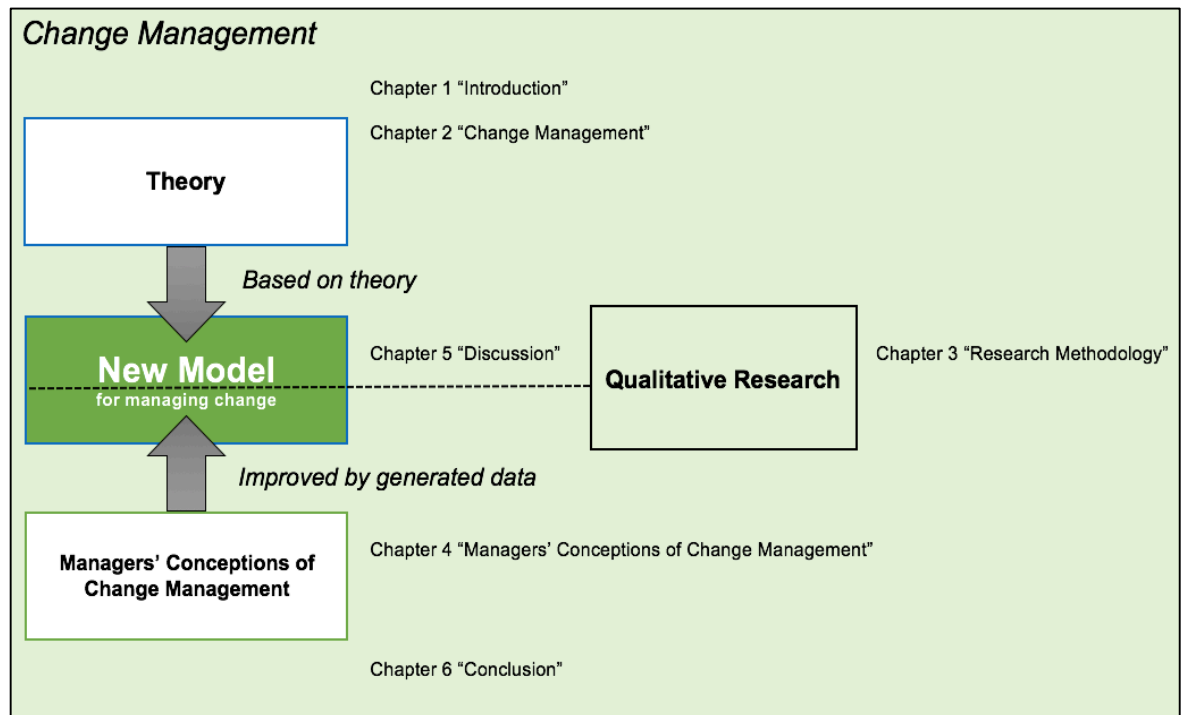 Change Management
Chapter 1 “Introduction”
Chapter 2 “Change Management”
Theory
Based on theory
New Model
for managing change
Chapter 5 “Discussion”
Qualitative Research
Chapter 3 “Research Methodology”
Improved by generated data
Managers’ Conceptions of
Change Management
Chapter 4 “Managers’ Conceptions of Change Management”
Chapter 6 “Conclusion”